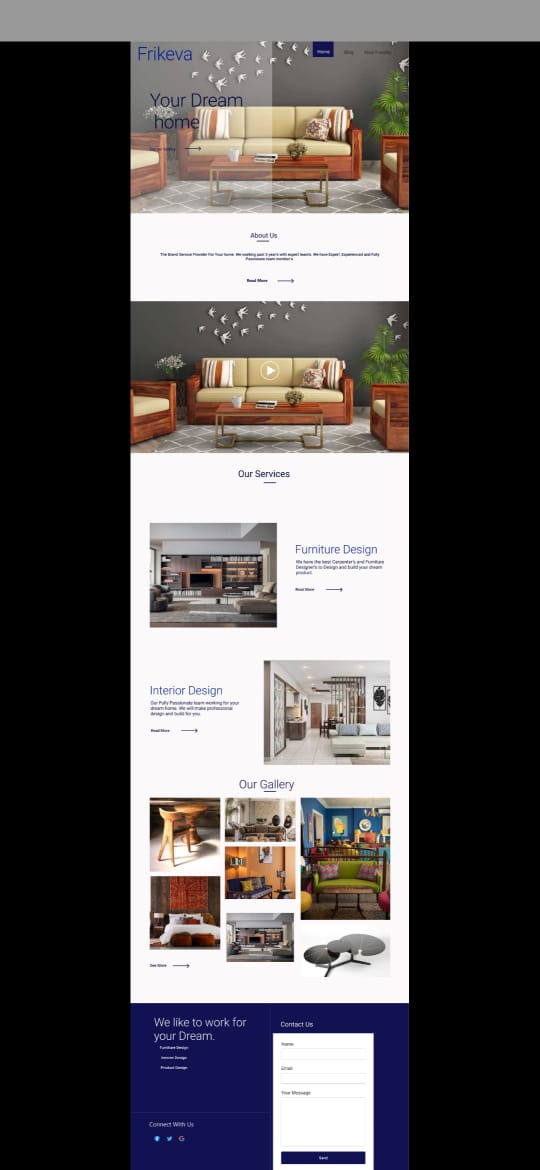 Frikeva
Home
Blog
Your Dream
home
About Us
The Brand Service Provider For Your home. We working past 5 year's with expert team's. We have Expert, Experienced and Fully
Passionate team member's.
Read More
Our Services
Furniture Design
We have the best Carpenter's and Furniture
Designer's to Design and build your dream
product.
Read More
Interior Design
Our Fully Passionate team working for your
dream home. We will make professional
design and build for you.
Read More
Our Gallery
See More
We like to work for
your Dream.
Furniture Design
Interior Design
Product Design
Connect With Us
Contact Us
Name
Email
Your Message
Send